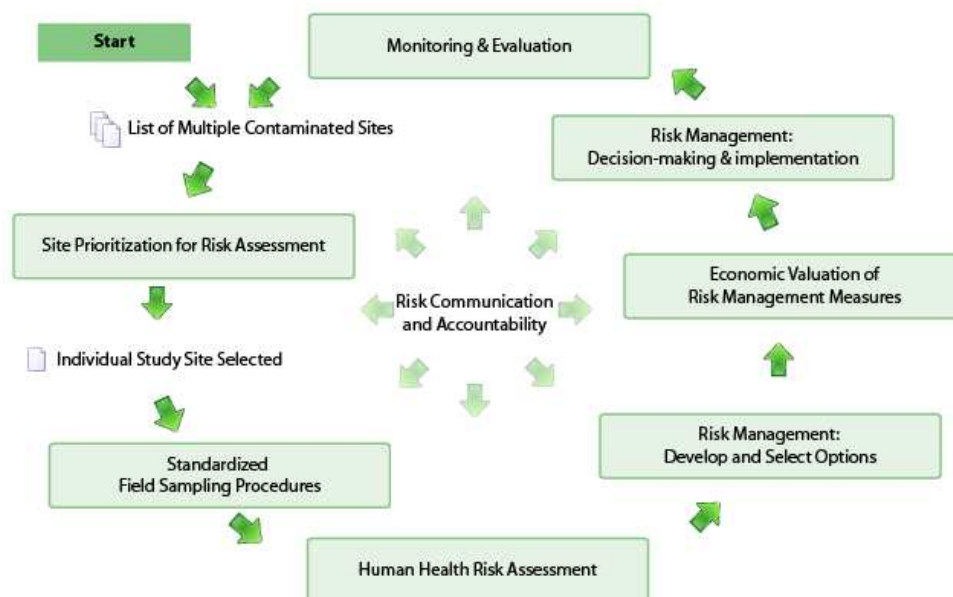 Start
Monitoring & Evaluation
List of Multiple Contaminated Sites
Risk Management:
Decision-making & implementation
Site Prioritization for Risk Assessment
Economic Valuation of
Risk Management Measures
Risk Communication
and Accountability
Individual Study Site Selected
Risk Management:
Develop and Select Options
Standardized
Field Sampling Procedures
Human Health Risk Assessment